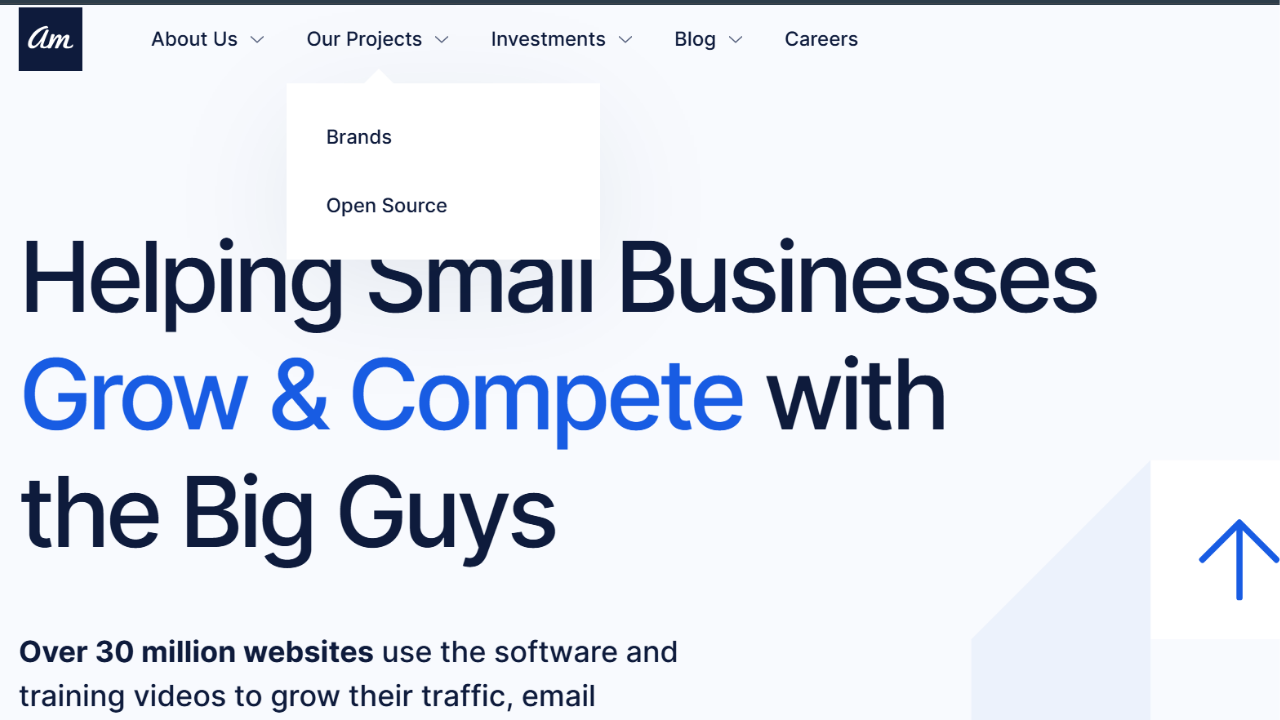 am
About Us
Our Projects
Investments
Blog
Careers
Brands
Open Source
Helping Small Businesses
Grow & Compete with
the Big Guys
Over 30 million websites use the software and
training videos to grow their traffic, email